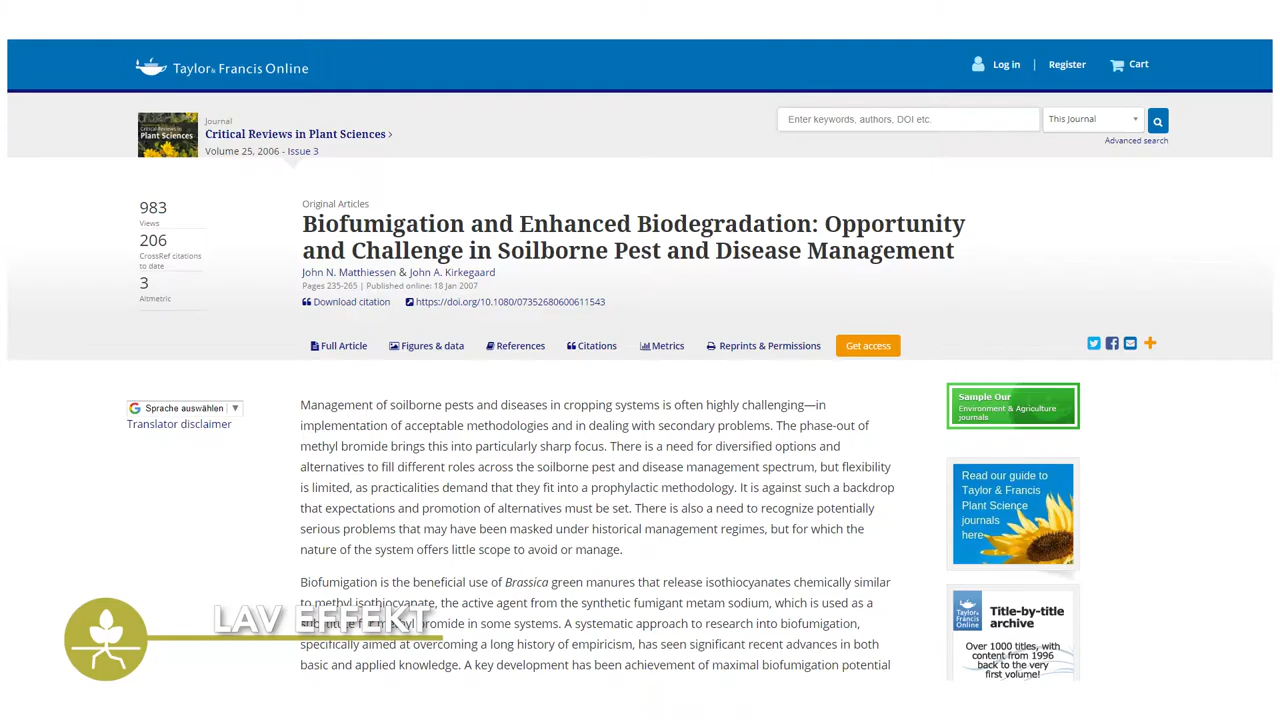 Taylor & Francis Online
Log in | Register Cart
Journal
Critical Reviews in Plant Sciences ›
Volume 25, 2006 - Issue 3
Enter keywords, authors, DOI etc.
This Journal
Advanced search
Critical Reviews in
Plant Sciences
983
Views
206
CrossRef citations
to date
3
Altmetric
Original Articles
Biofumigation and Enhanced Biodegradation: Opportunity
and Challenge in Soilborne Pest and Disease Management
John N. Matthiessen & John A. Kirkegaard
Pages 235-265 | Published online: 18 Jan 2007
Download citation https://doi.org/10.1080/07352680600611543
Full Article Figures & data References Citations Metrics Reprints & Permissions Get access
Sprache auswählen
Translator disclaimer
Management of soilborne pests and diseases in cropping systems is often highly challenging—in
implementation of acceptable methodologies and in dealing with secondary problems. The phase-out of
methyl bromide brings this into particularly sharp focus. There is a need for diversified options and
alternatives to fill different roles across the soilborne pest and disease management spectrum, but flexibility
is limited, as practicalities demand that they fit into a prophylactic methodology. It is against such a backdrop
that expectations and promotion of alternatives must be set. There is also a need to recognize potentially
serious problems that may have been masked under historical management regimes, but for which the
nature of the system offers little scope to avoid or manage.
Biofumigation is the beneficial use of Brassica green manures that release isothiocyanates chemically similar
to methyl isothiocyanate, the active agent from the synthetic fumigant metam sodium, which is used as a
substitute for methyl bromide in some systems. A systematic approach to research into biofumigation,
specifically aimed at overcoming a long history of empiricism, has seen significant recent advances in both
basic and applied knowledge. A key development has been achievement of maximal biofumigation potential
LAV EFFEKT
Sample Our
Environment & Agriculture
journals
Read our guide to
Taylor & Francis
Plant Science
journals
here
Taylor & Francis
Online
Title-by-title
archive
Over 1000 titles, with
content from 1996
back to the very
first volume!